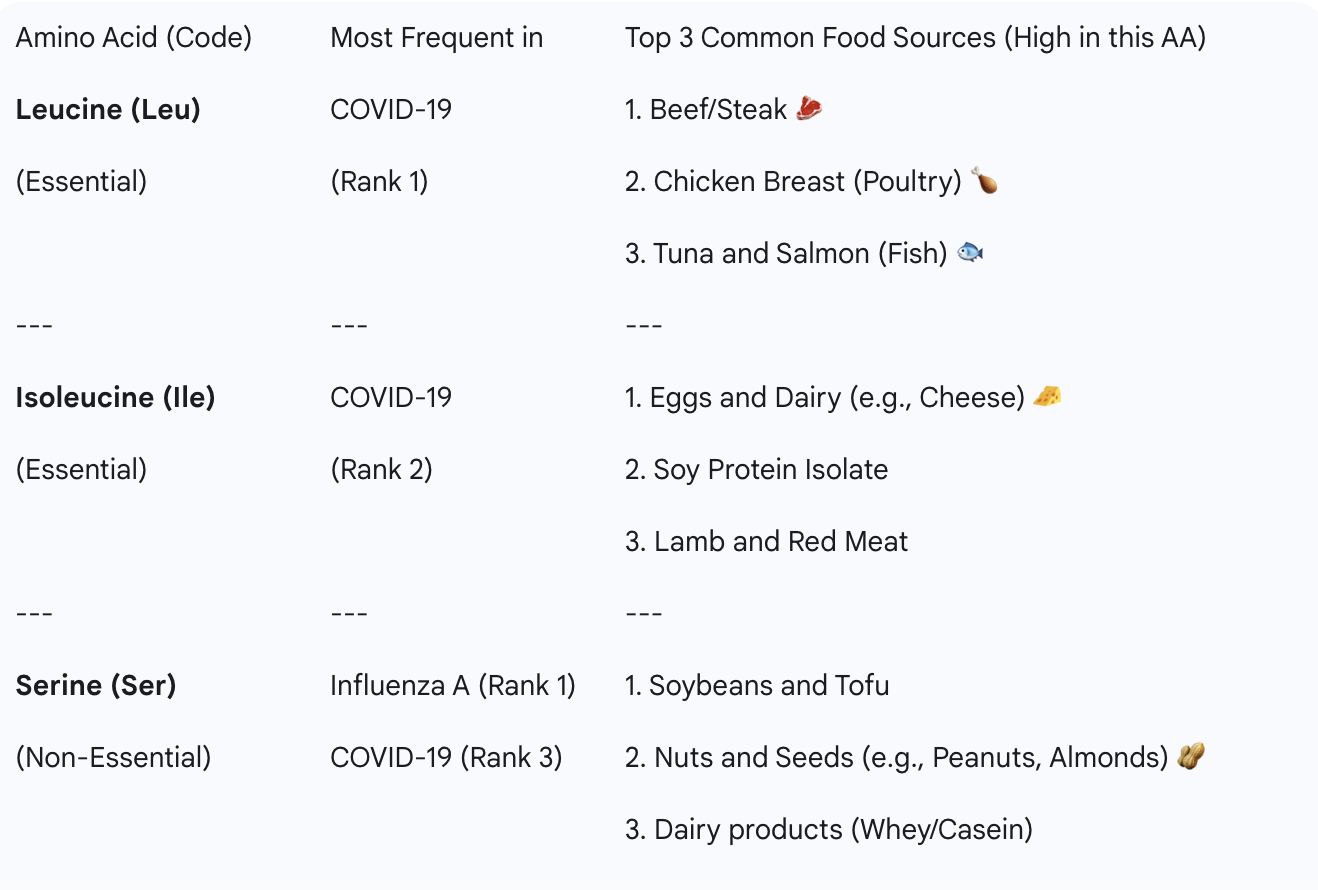 Amino Acid (Code) Most Frequent in Top 3 Common Food Sources (High in this AA)
Leucine (Leu) COVID-19 1. Beef/Steak 🥩
(Essential) (Rank 1) 2. Chicken Breast (Poultry) 🍗
3. Tuna and Salmon (Fish) 🐟
--- --- ---
Isoleucine (Ile) COVID-19 1. Eggs and Dairy (e.g., Cheese) 🧀
(Essential) (Rank 2) 2. Soy Protein Isolate
3. Lamb and Red Meat
--- --- ---
Serine (Ser) Influenza A (Rank 1) 1. Soybeans and Tofu
(Non-Essential) COVID-19 (Rank 3) 2. Nuts and Seeds (e.g., Peanuts, Almonds) 🥜
3. Dairy products (Whey/Casein)